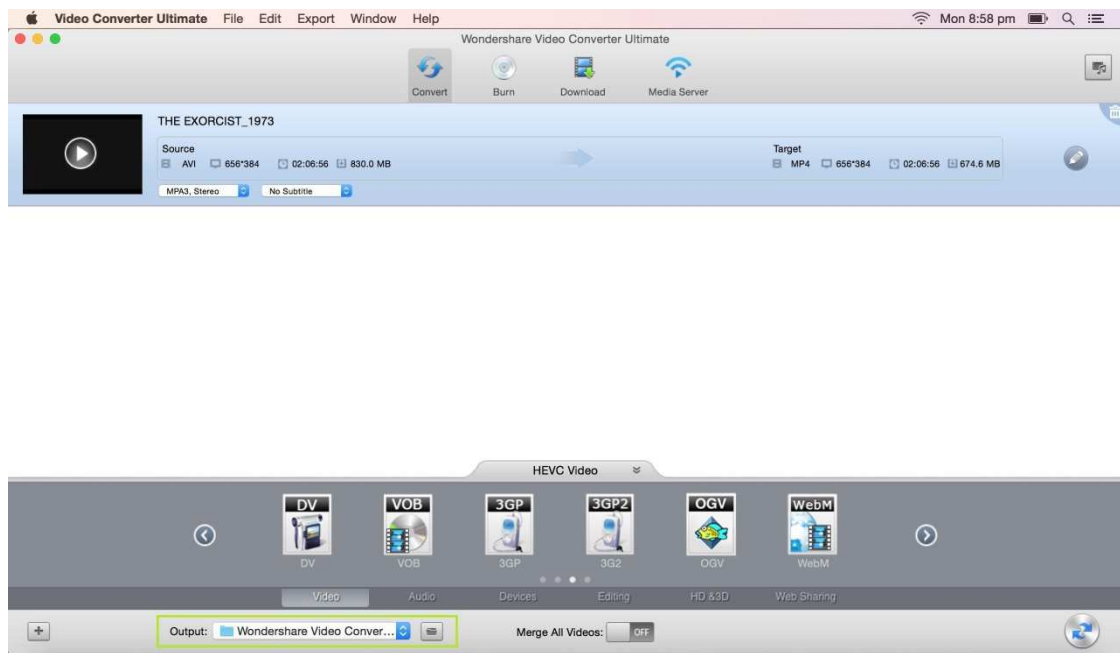 Video Converter Ultimate File Edit Export Window Help Mon 8:58 pm
Wondershare Video Converter Ultimate
Convert Burn Download Media Server
THE EXORCIST_1973
Source Target
AVI 656*384 02:06:56 830.0 MB MP4 656*384 02:06:56 674.6 MB
MPA3, Stereo No Subtitle
HEVC Video
DV VOB 3GP 3GP2 OGV WebM
DV VOB 3GP 3G2 OGV WebM
Video Audio Devices Editing HD &3D Web Sharing
Output: Wondershare Video Conver... Merge All Videos: OFF